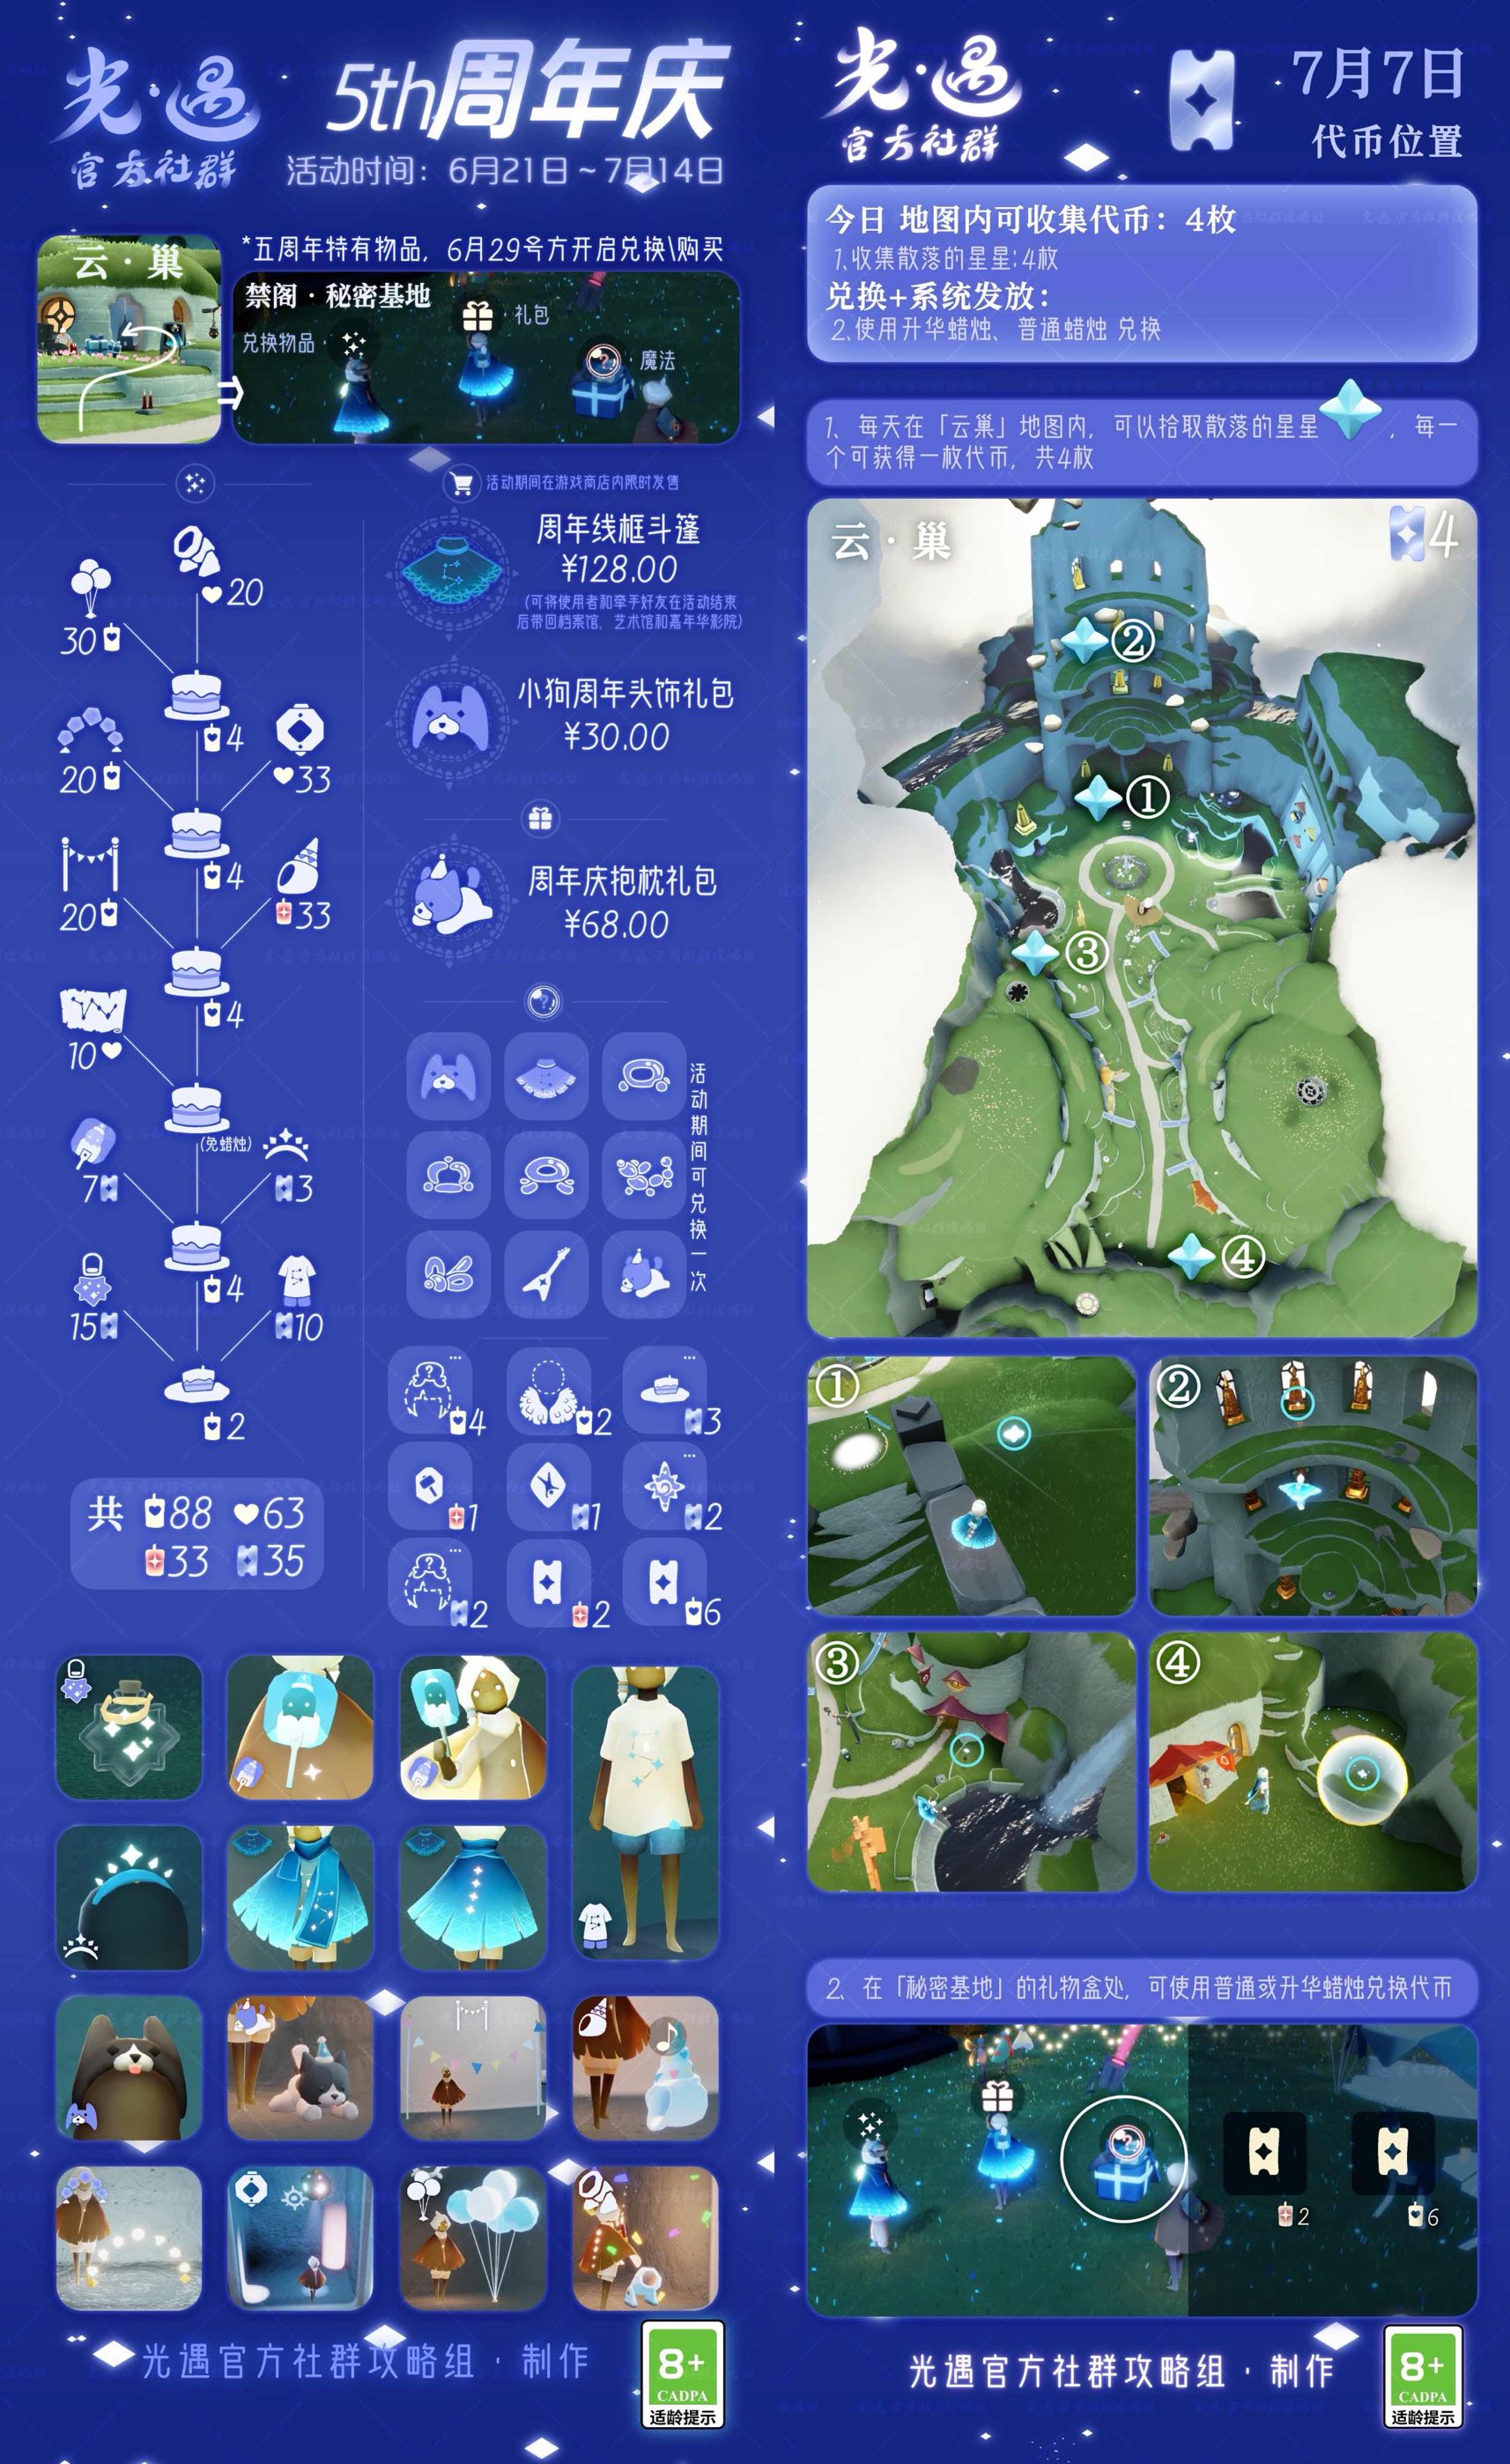 光·遇
官方社群
5th周年庆
活动时间：6月21日~7月14日
云·巢
*五周年特有物品，6月29号方开启兑换\购买
禁阁·秘密基地
兑换物品·
·礼包
·魔法
活动期间在游戏商店内限时发售
周年线框斗篷
¥128.00
(可将使用者和牵手好友在活动结束
后带回档案馆、艺术馆和嘉年华影院)
小狗周年头饰礼包
¥30.00
周年庆抱枕礼包
¥68.00
20
30
4
20
33
4
20
33
4
10
(免蜡烛)
7
3
4
15
10
2
共 88 63
33 35
活动期间可兑换一次
4
2
3
1
1
2
2
2
6
光遇官方社群攻略组·制作
8+
CADPA
适龄提示
光·遇
官方社群
7月7日
代币位置
今日 地图内可收集代币：4枚
1.收集散落的星星:4枚
兑换+系统发放：
2.使用升华蜡烛、普通蜡烛 兑换
1、每天在「云巢」地图内，可以拾取散落的星星 ，每一
个可获得一枚代币，共4枚
云·巢
4
②
①
③
④
①
②
③
④
2、在「秘密基地」的礼物盒处，可使用普通或升华蜡烛兑换代币
2
6
光遇官方社群攻略组·制作
8+
CADPA
适龄提示